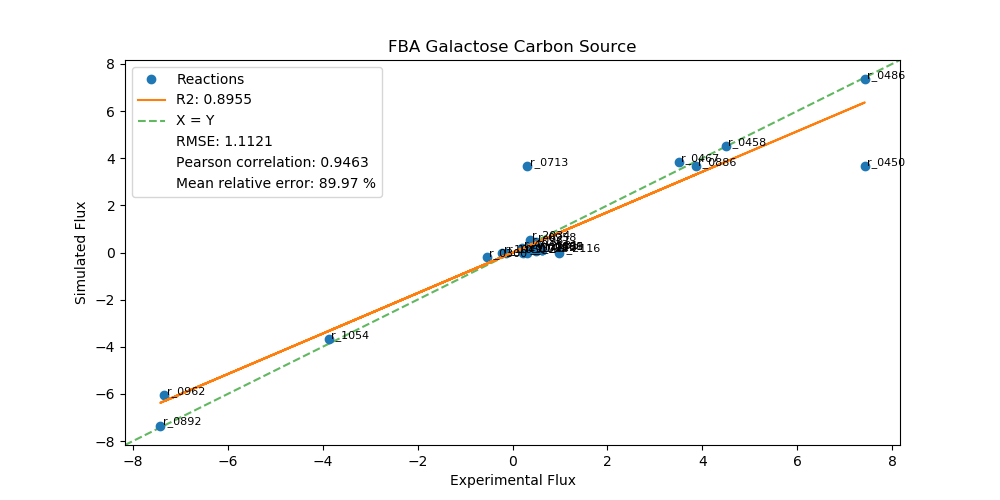 FBA Galactose Carbon Source
Reactions
R2: 0.8955
X = Y
RMSE: 1.1121
Pearson correlation: 0.9463
Mean relative error: 89.97 %
r_0486
r_0458
r_0467
r_0886
r_0713
r_0450
r_1054
r_0962
r_0892
8
6
4
2
0
−2
−4
−6
−8
−8
−6
−4
−2
0
2
4
6
8
Simulated Flux
Experimental Flux